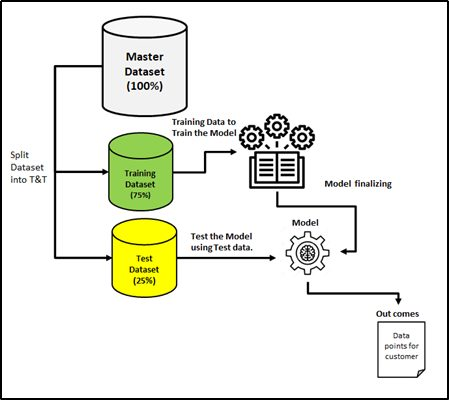 Master
Dataset
(100%)
Training Data to
Train the Model
Split
Dataset
into T&T
Training
Dataset
(75%)
Model finalizing
Test the Model
using Test data.
Model
Test
Dataset
(25%)
Out comes
Data
points for
customer